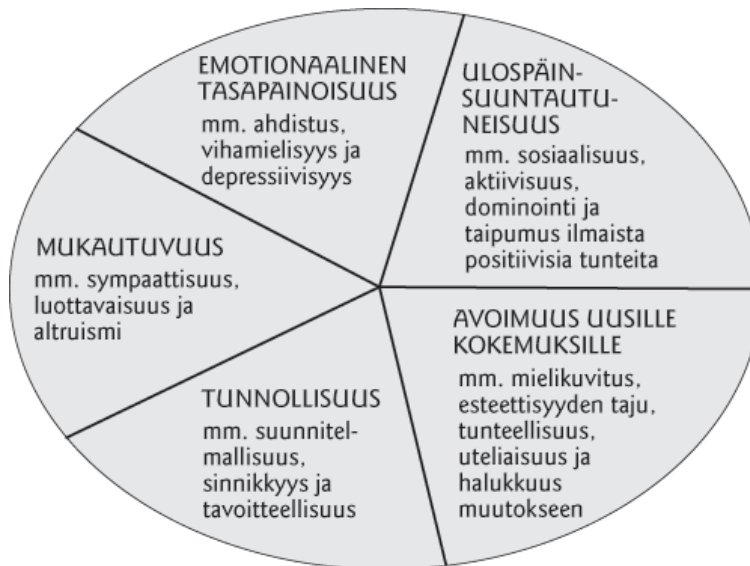 EMOTIONAALINEN
TASAPAINOISUUS
mm. ahdistus,
vihamielisyys ja
depressiivisyys
ULOSPÄIN-
SUUNTAUTU-
NEISUUS
mm. sosiaalisuus,
aktiivisuus,
dominointi ja
taipumus ilmaista
positiivisia tunteita
MUKAUTUVUUS
mm. sympaattisuus,
luottavaisuus ja
altruismi
AVOIMUUS UUSILLE
KOKEMUKSILLE
mm. mielikuvitus,
esteettisyyden taju,
tunteellisuus,
uteliaisuus ja
halukkuus
muutokseen
TUNNOLLISUUS
mm. suunnitel-
mallisuus,
sinnikkyys ja
tavoitteellisuus